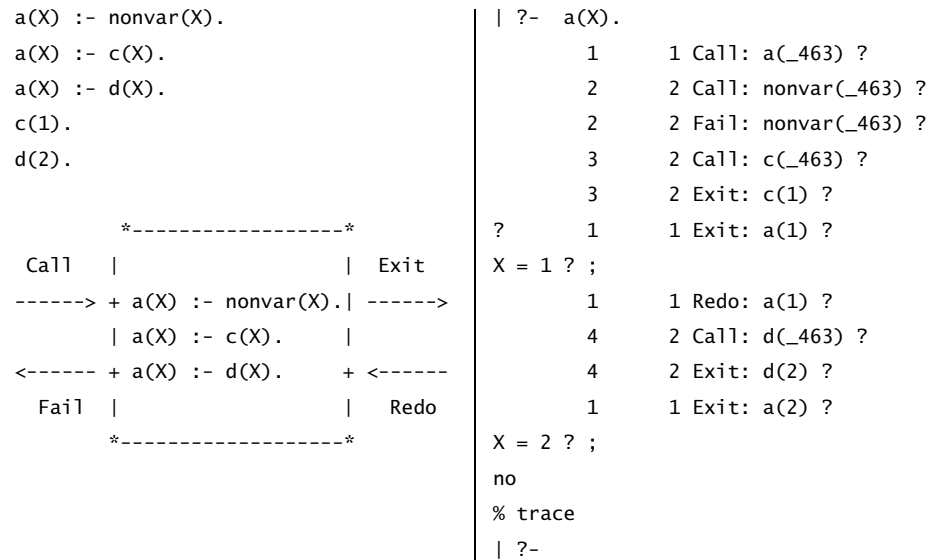 a(X) :- nonvar(X).
a(X) :- c(X).
a(X) :- d(X).
c(1).
d(2).
*------------------*
Call | | Exit
------> + a(X) :- nonvar(X).| ------>
| a(X) :- c(X). |
<------ + a(X) :- d(X). + <------
Fail | | Redo
*-------------------*
| ?- a(X).
1 1 Call: a(_463) ?
2 2 Call: nonvar(_463) ?
2 2 Fail: nonvar(_463) ?
3 2 Call: c(_463) ?
3 2 Exit: c(1) ?
? 1 1 Exit: a(1) ?
X = 1 ? ;
1 1 Redo: a(1) ?
4 2 Call: d(_463) ?
4 2 Exit: d(2) ?
1 1 Exit: a(2) ?
X = 2 ? ;
no
% trace
| ?-